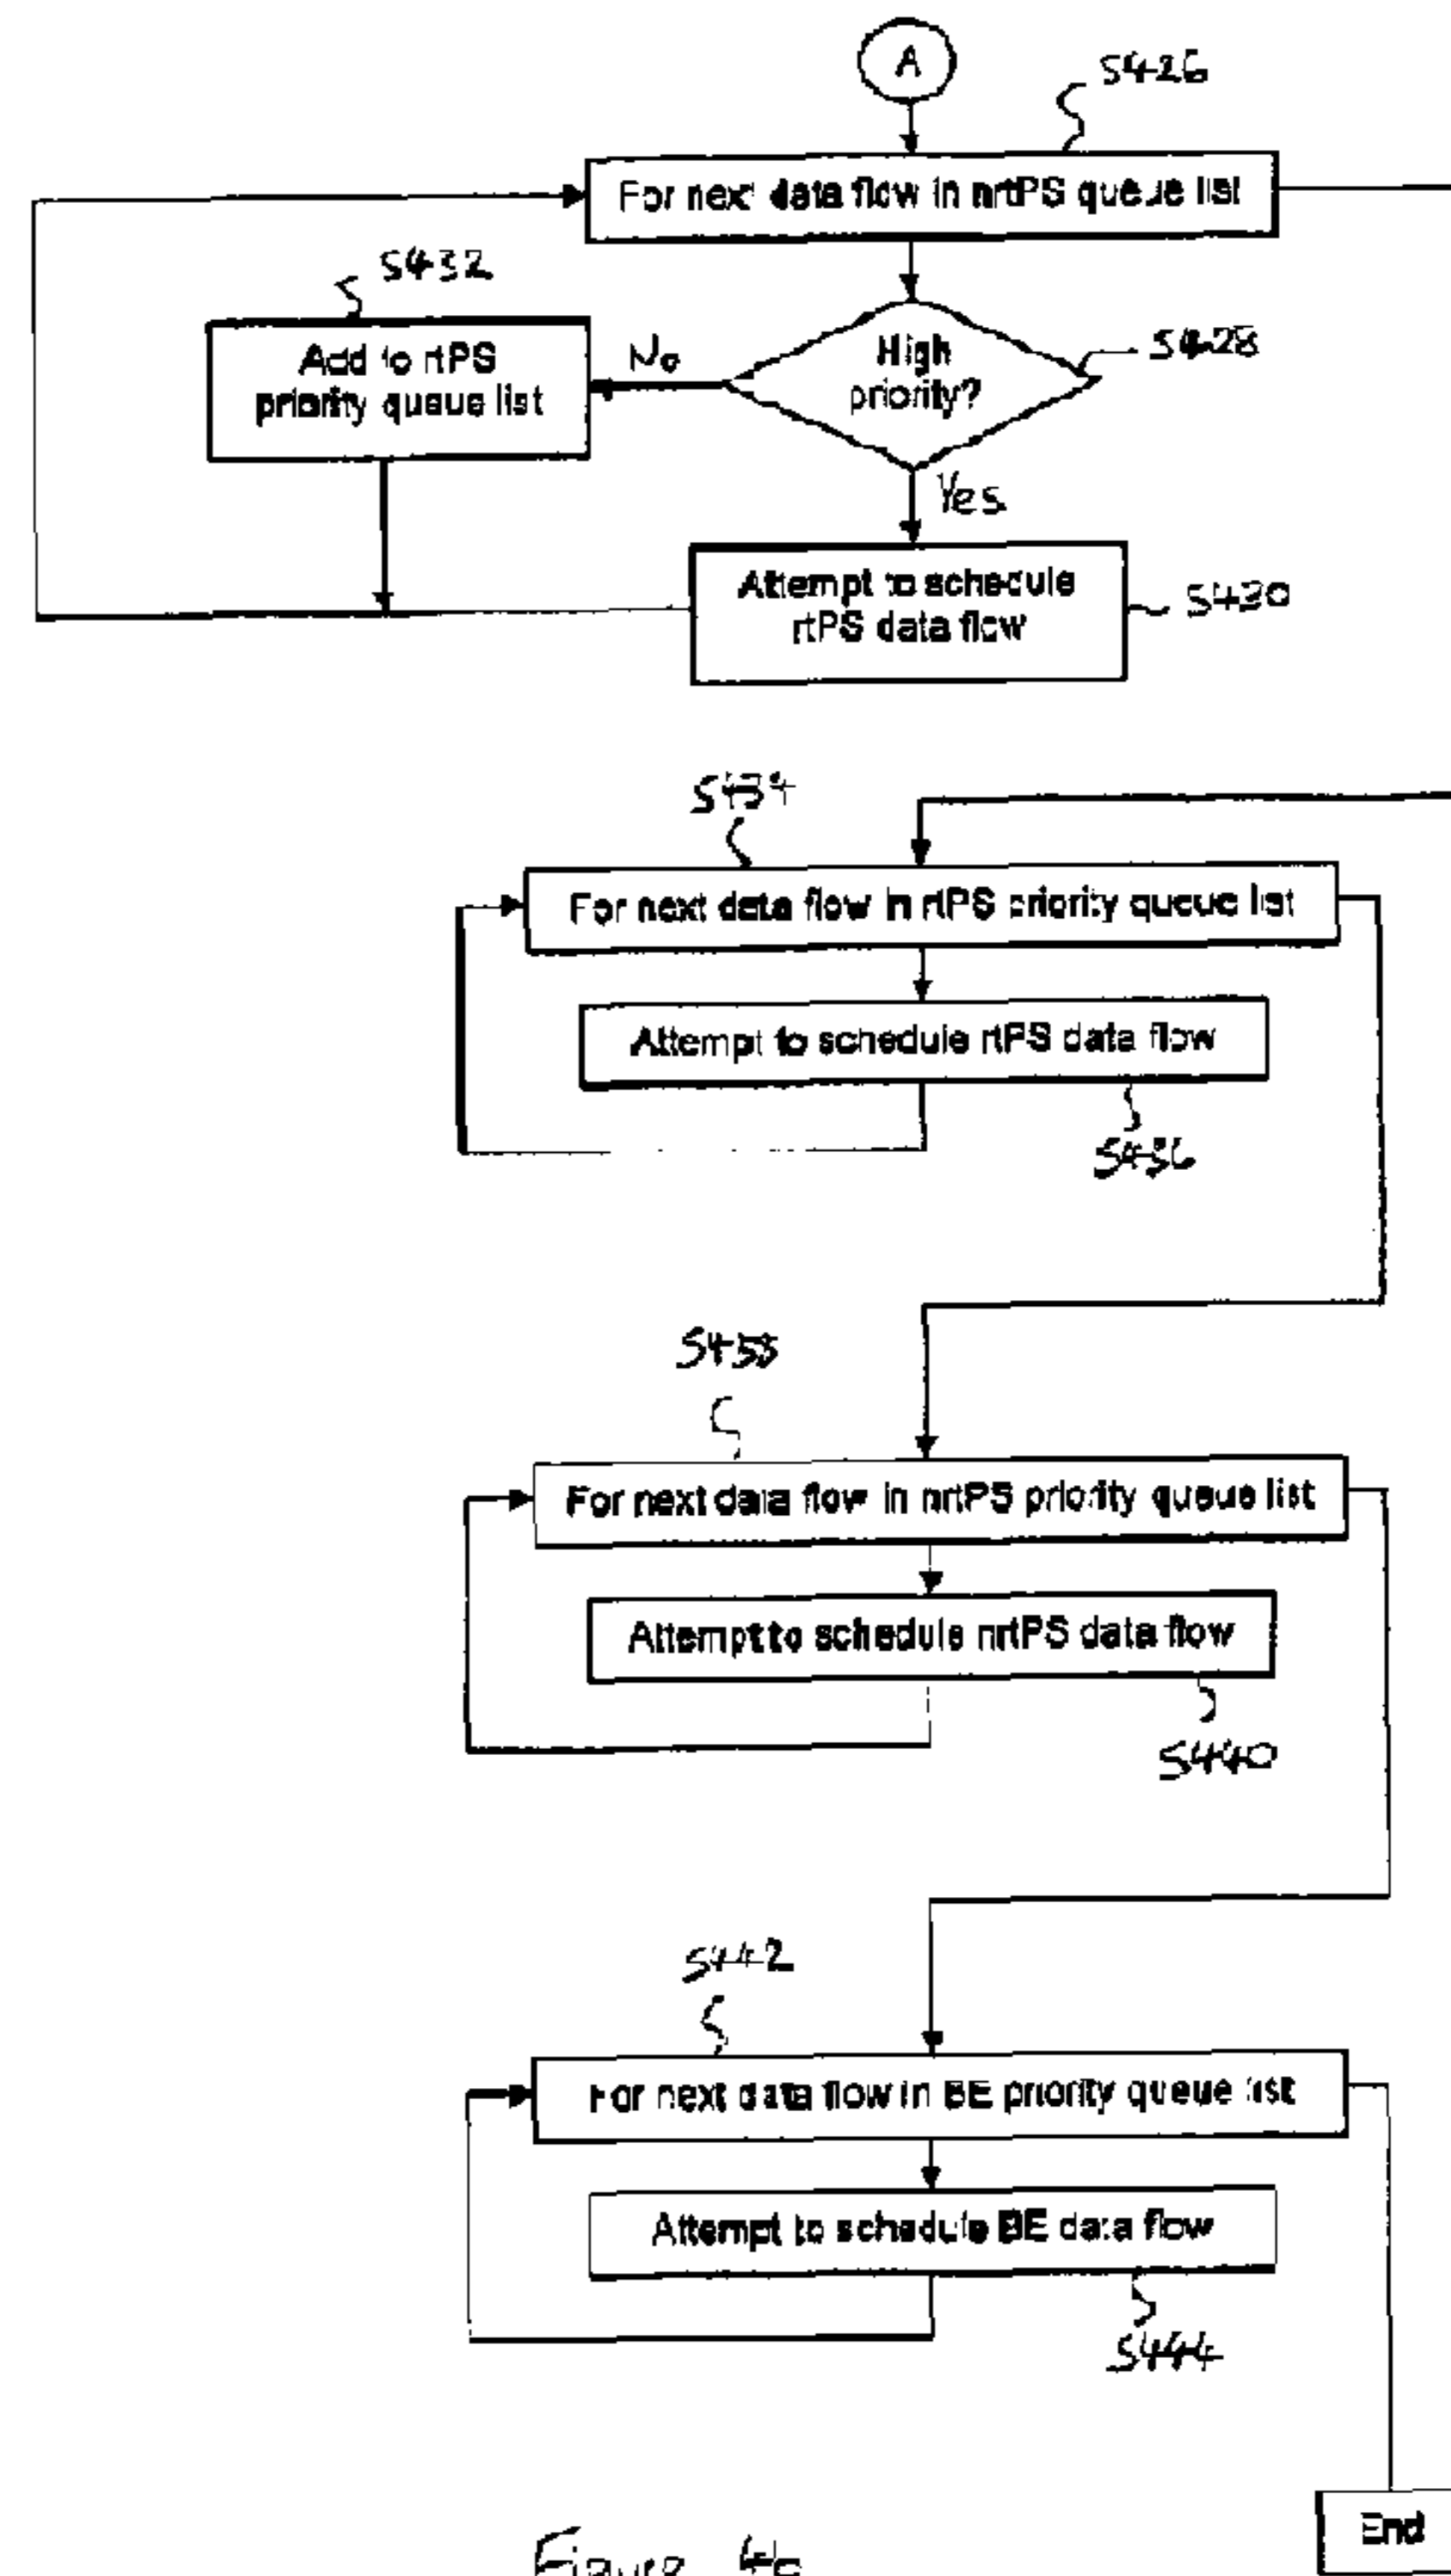 A
S426
For next data flow in nrtPS queue list
S432
Add to rtPS
priority queue list
No
High
priority?
S428
Yes
Attempt to schedule
rtPS data flow
S430
S434
For next data flow in rtPS priority queue list
Attempt to schedule rtPS data flow
S436
S438
For next data flow in nrtPS priority queue list
Attempt to schedule nrtPS data flow
S440
S442
For next data flow in BE priority queue list
Attempt to schedule BE data flow
S444
End
Figure